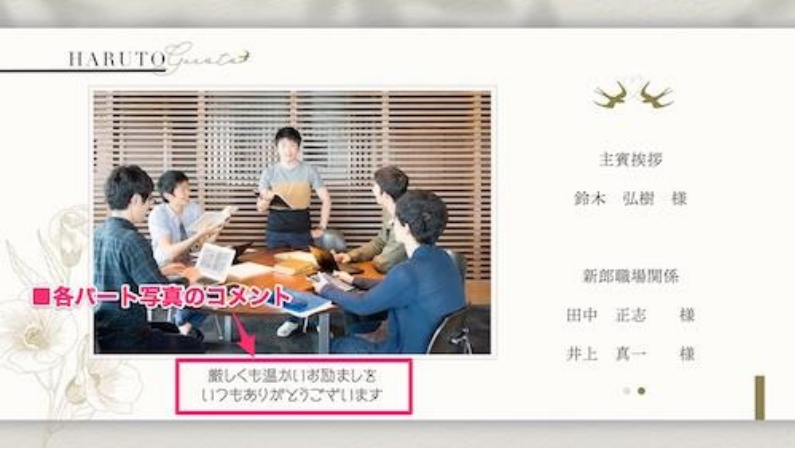 HARUTO Guests
主賓挨拶
鈴木 弘樹 様
新郎職場関係
田中 正志 様
井上 真一 様
■各パート写真のコメント
厳しくも温かいお励ましを
いつもありがとうございます